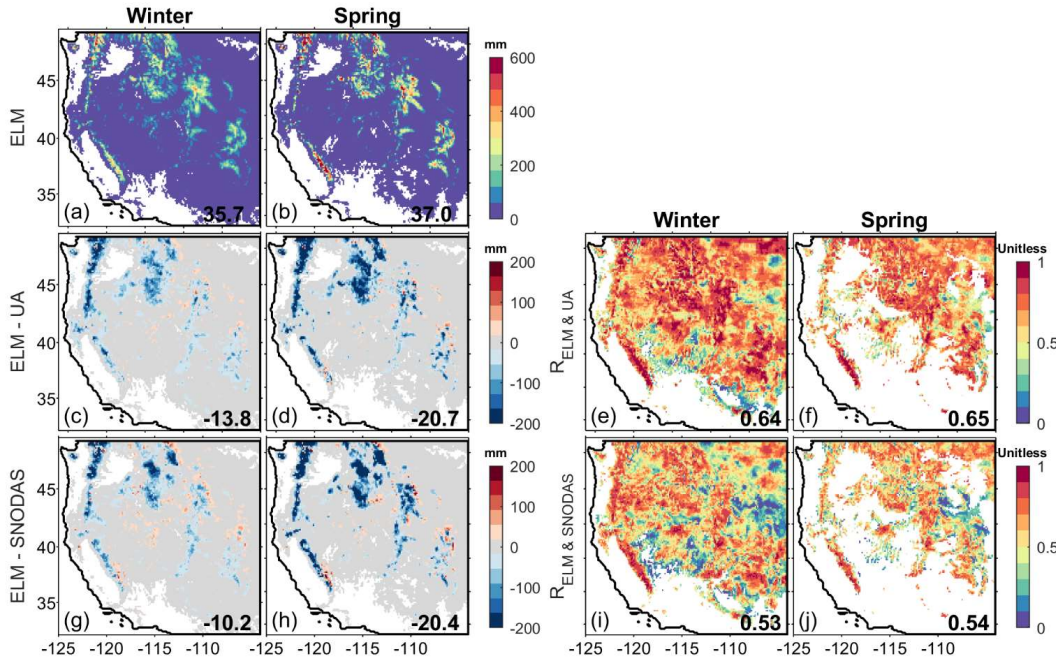 Winter Spring
mm
600
400
200
0
ELM
45
40
35
(a) 35.7
(b) 37.0
Winter Spring
mm
200
100
0
-100
-200
ELM - UA
45
40
35
(c) -13.8
(d) -20.7
Unitless
1
0.5
0
R ELM & UA
(e) 0.64
(f) 0.65
mm
200
100
0
-100
-200
ELM - SNODAS
45
40
35
(g) -10.2
(h) -20.4
Unitless
1
0.5
0
R ELM & SNODAS
(i) 0.53
(j) 0.54
-125 -120 -115 -110 -125 -120 -115 -110
-125 -120 -115 -110 -120 -115 -110